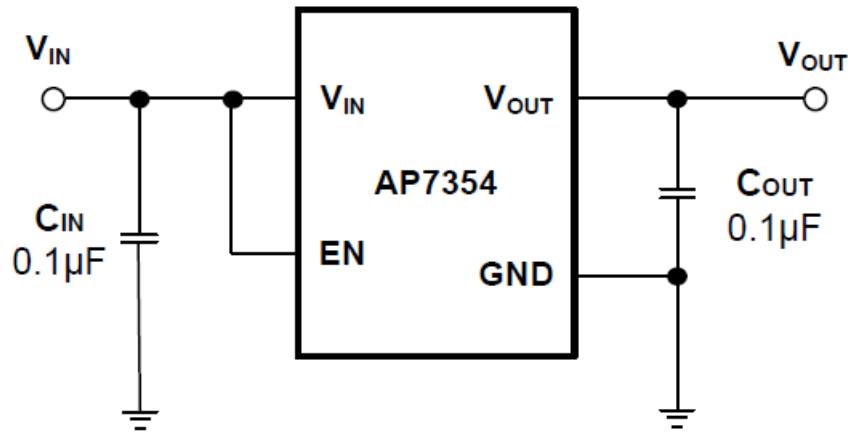 VIN
VOUT
VIN
VOUT
AP7354
CIN
0.1µF
COUT
0.1µF
EN
GND